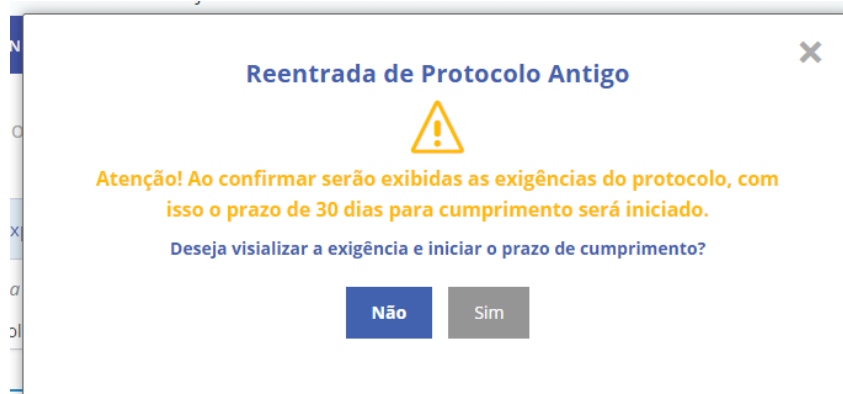 Reentrada de Protocolo Antigo
Atenção! Ao confirmar serão exibidas as exigências do protocolo, com
isso o prazo de 30 dias para cumprimento será iniciado.
Deseja visializar a exigência e iniciar o prazo de cumprimento?
Não
Sim